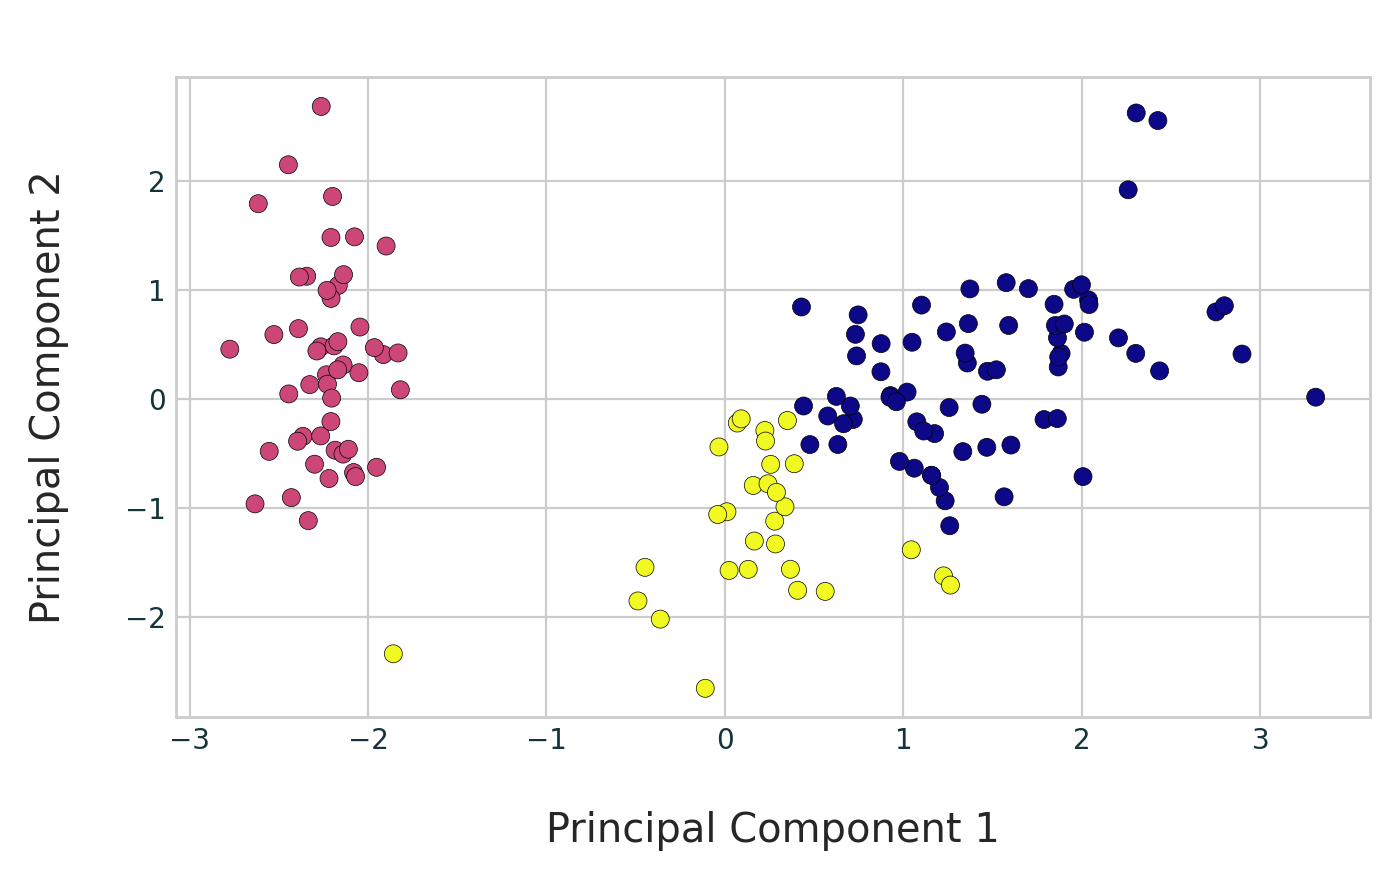 Principal Component 2
2
1
0
−1
−2
−3 −2 −1 0 1 2 3
Principal Component 1